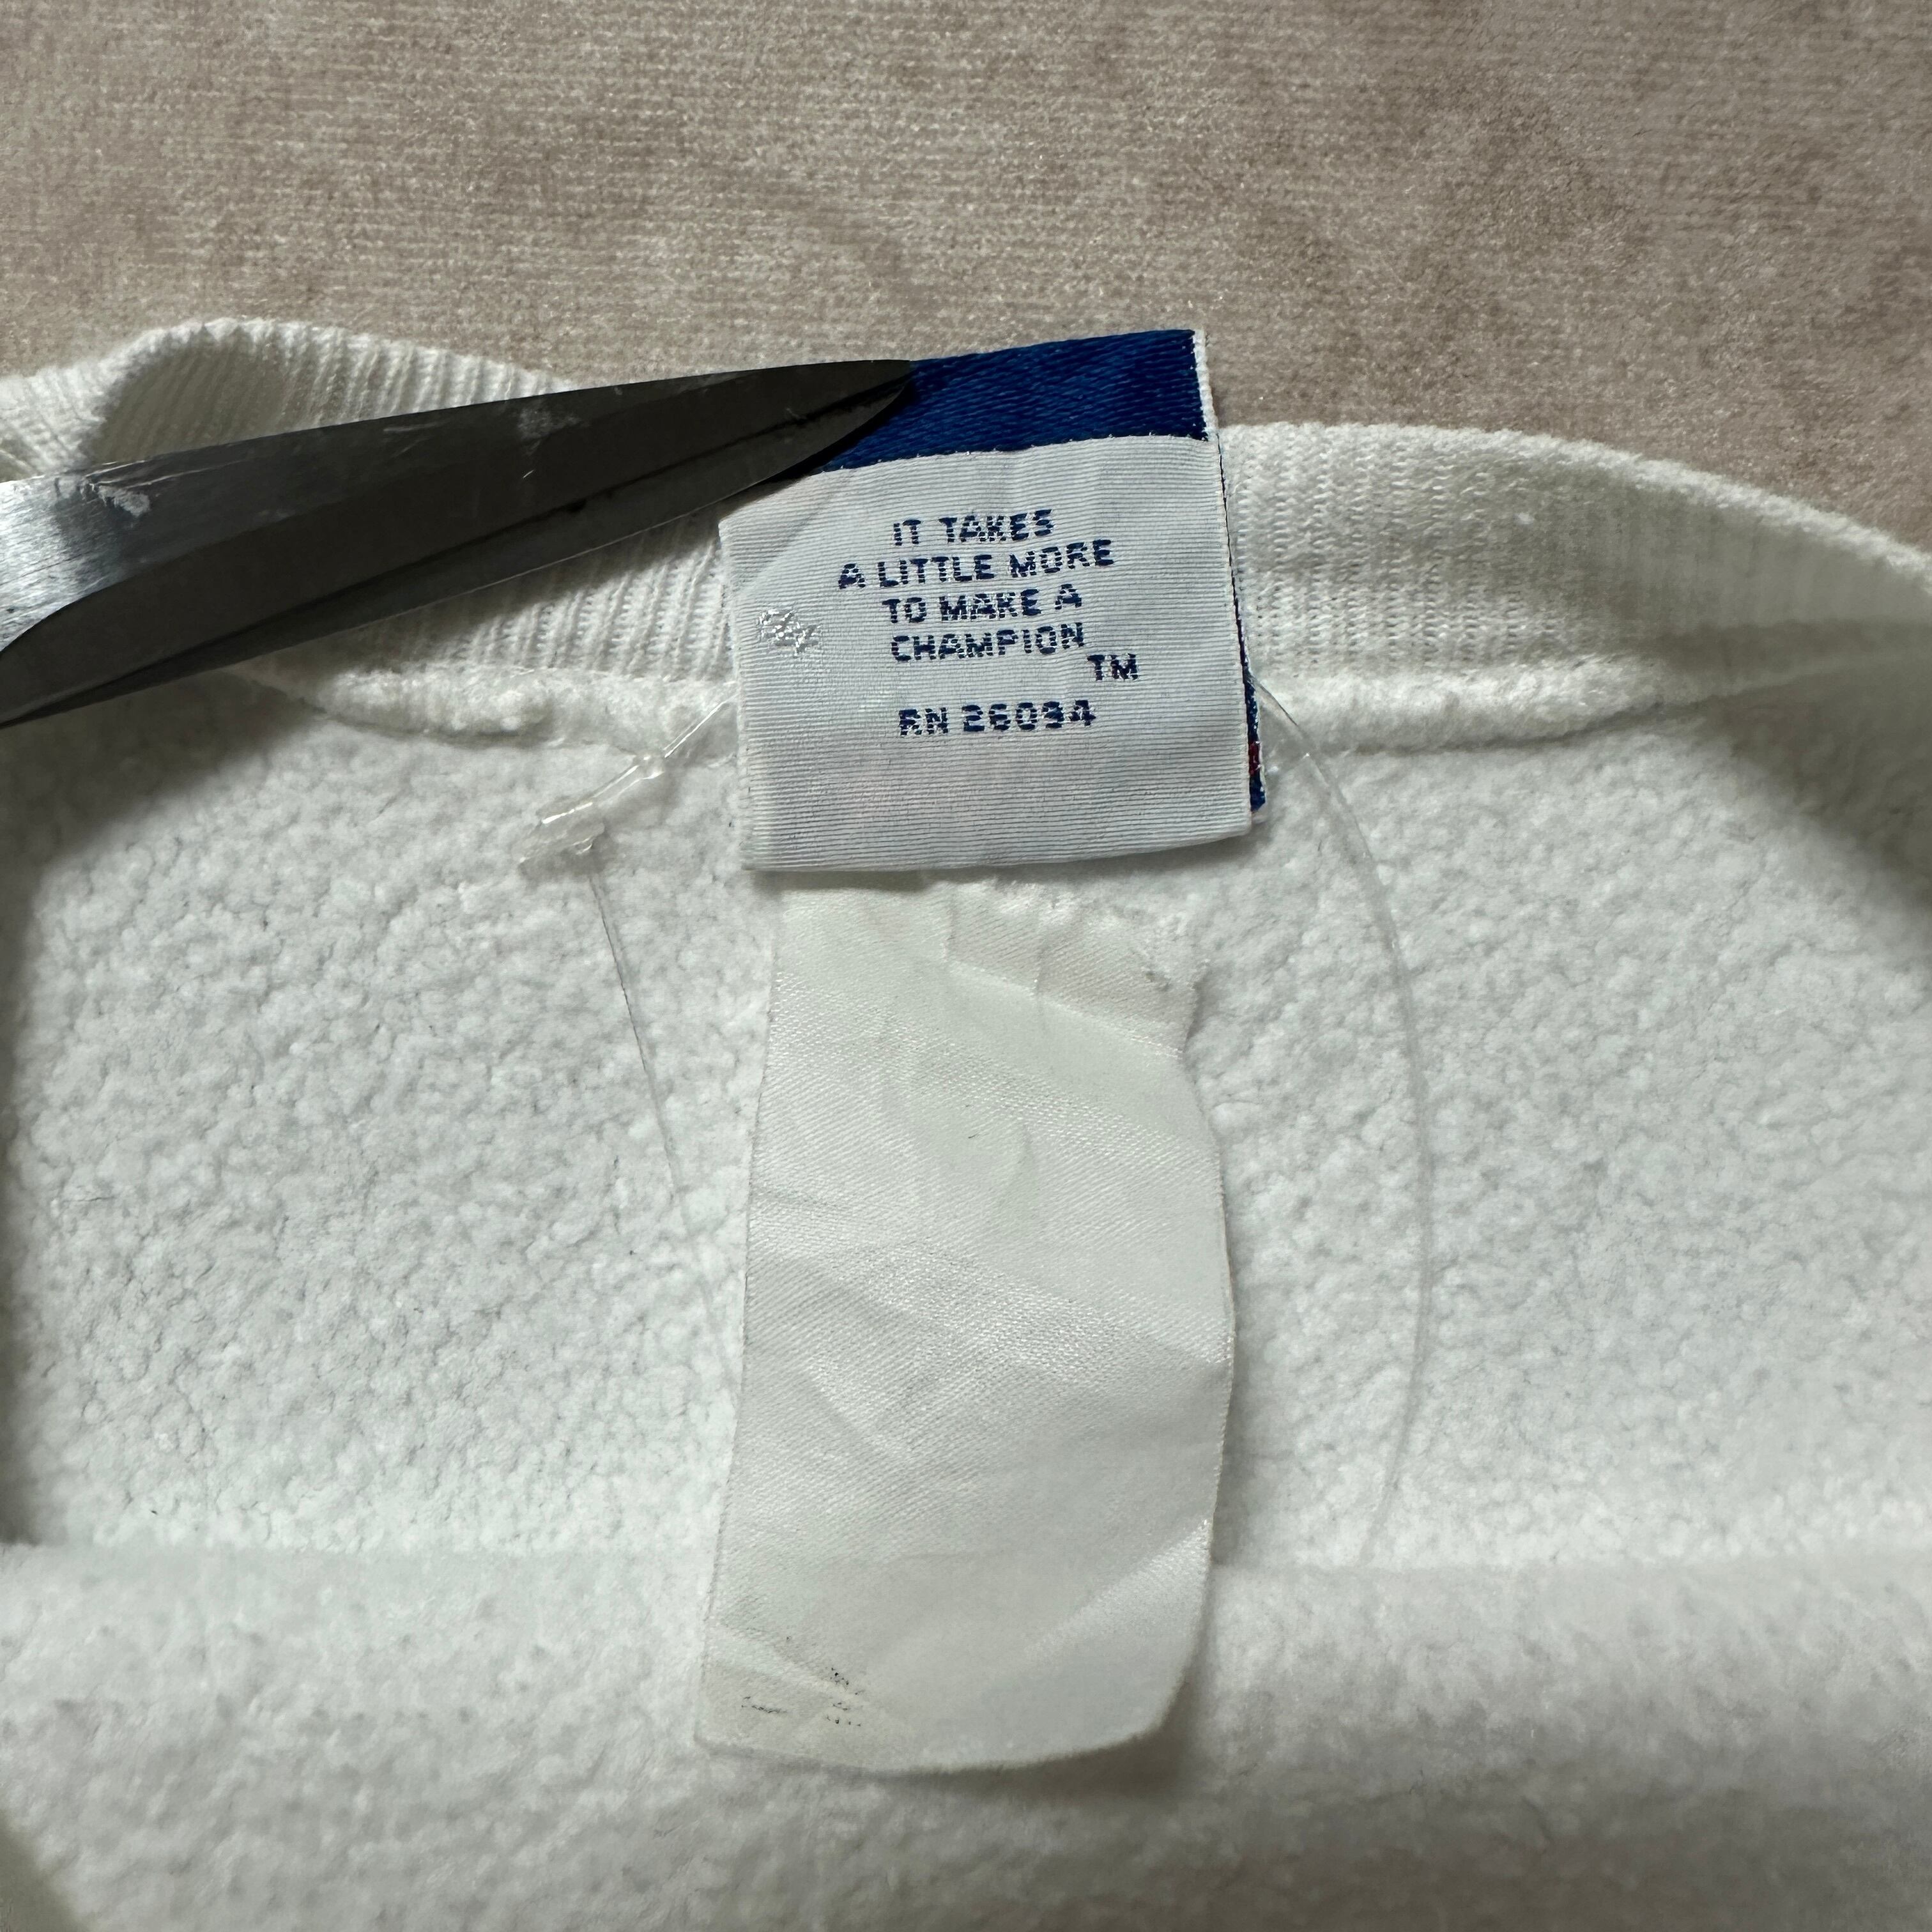 IT TAKES
A LITTLE MORE
TO MAKE A
CHAMPION
TM
RN 26094